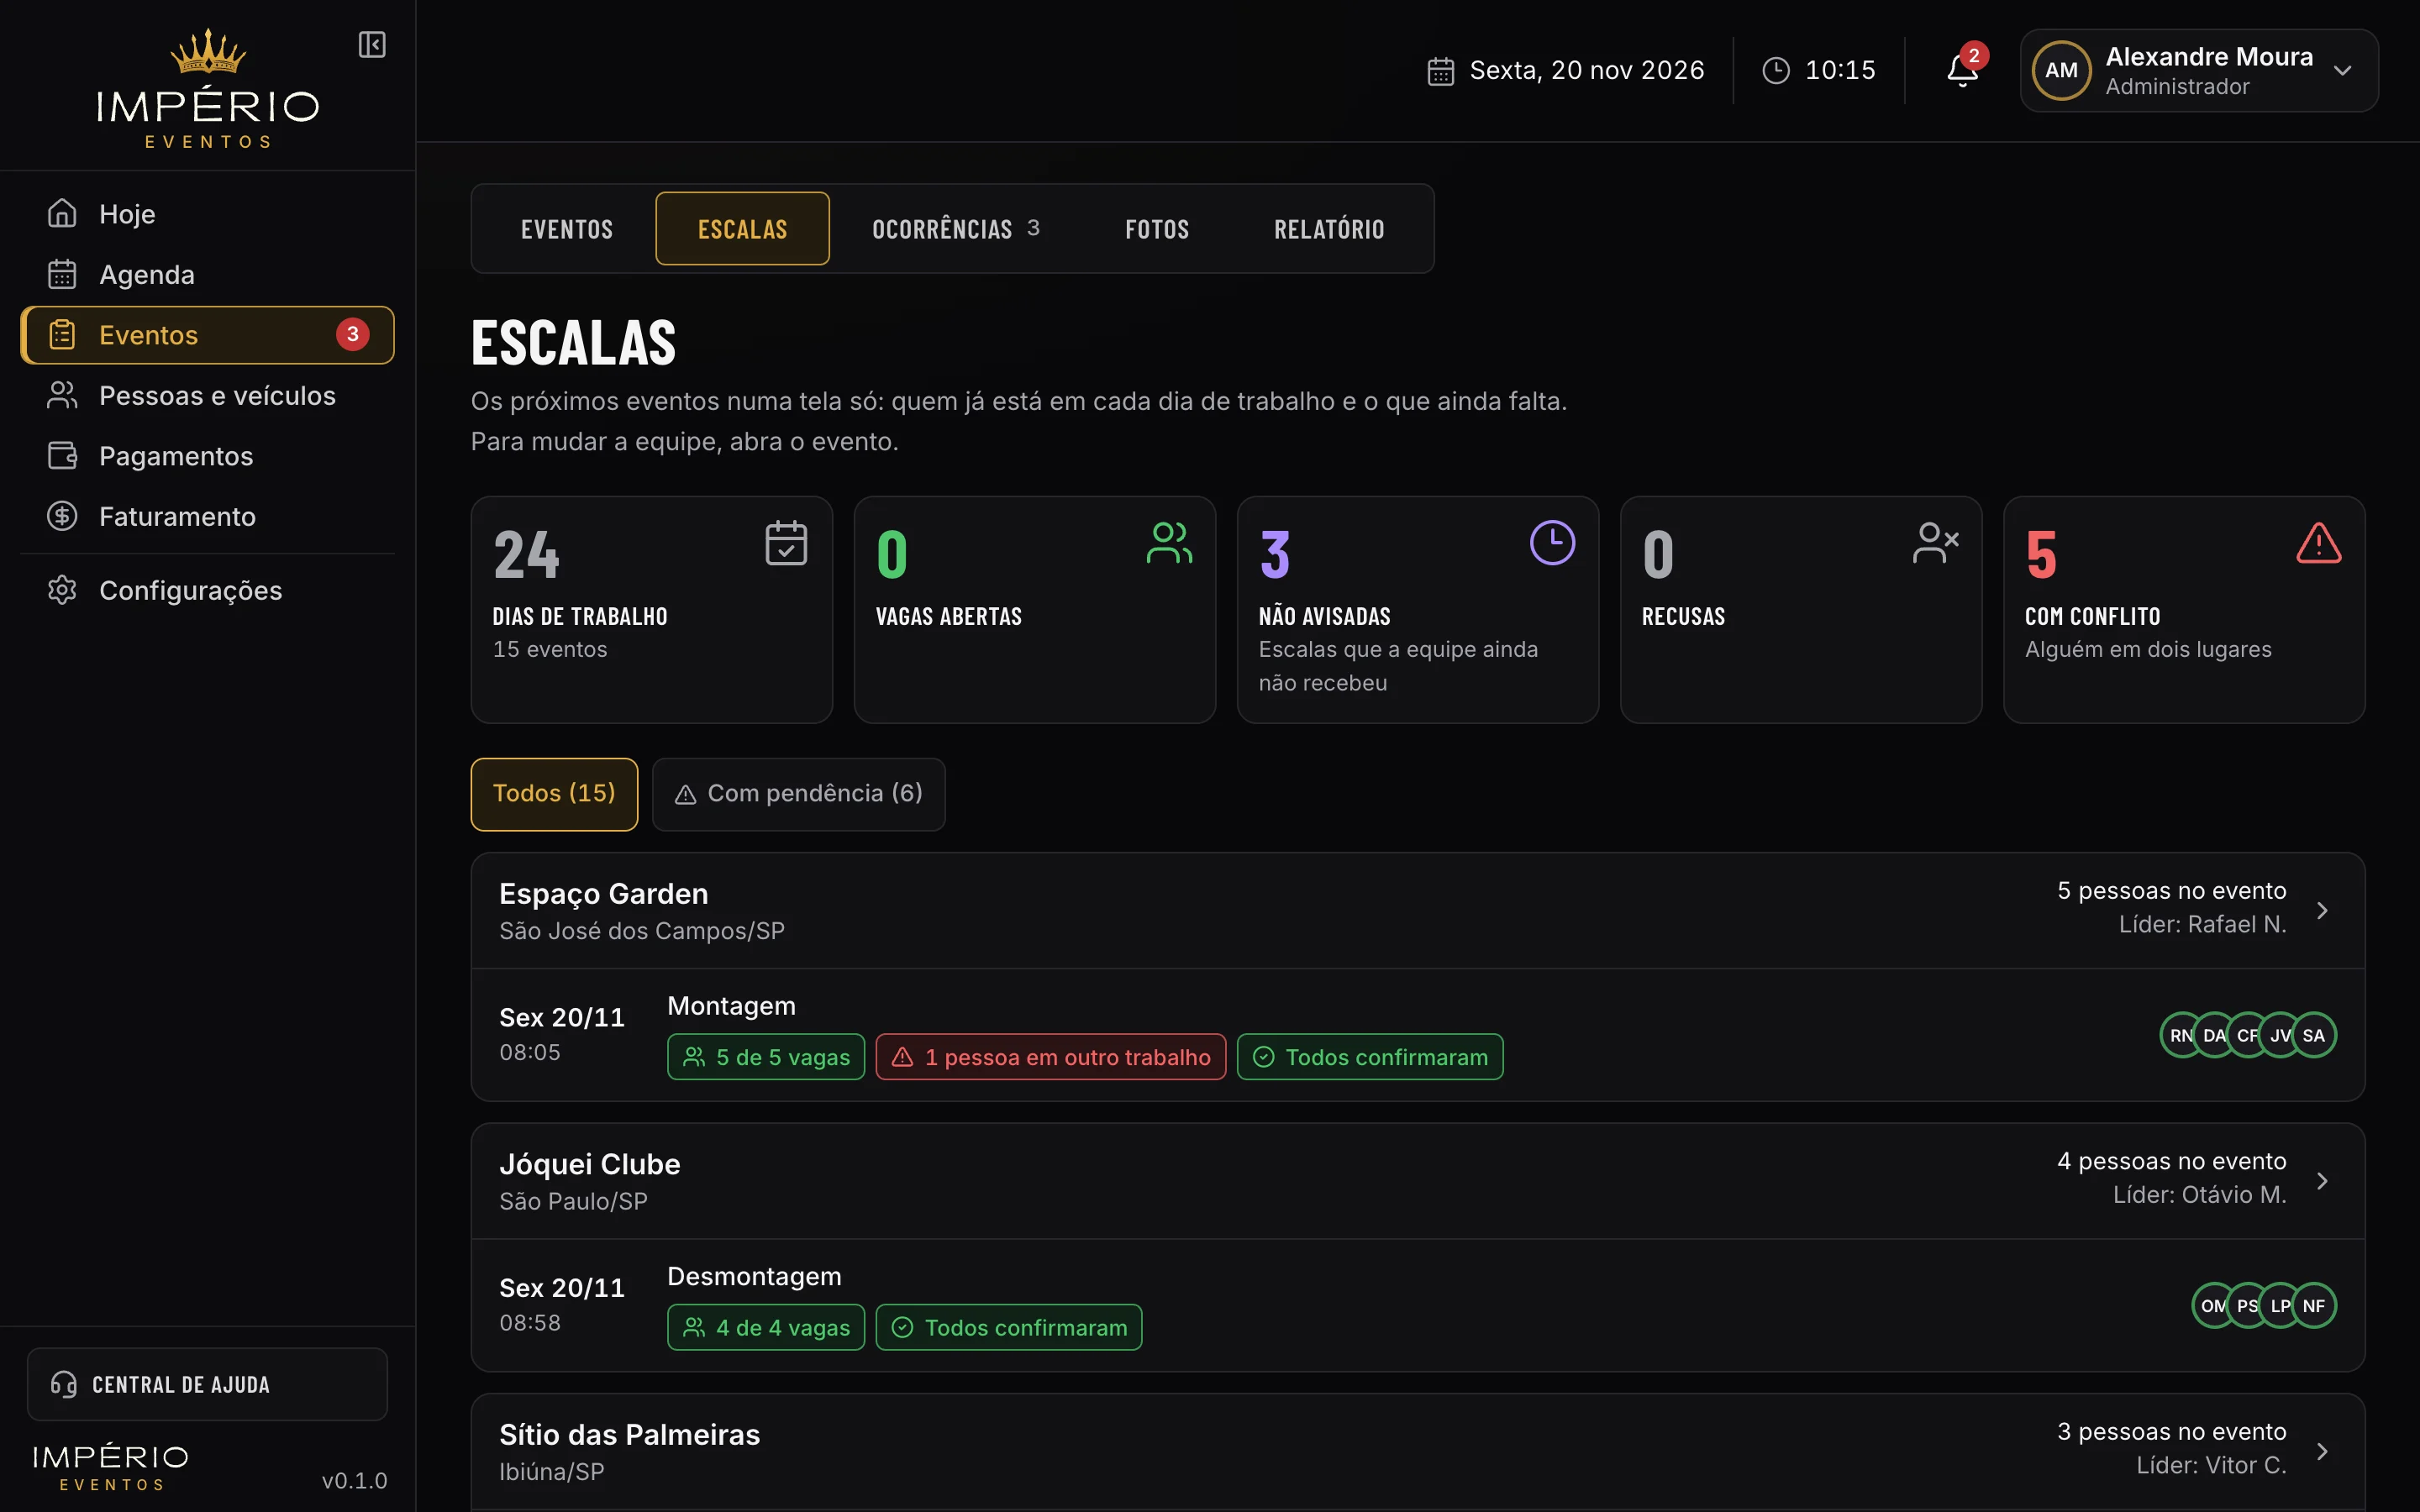 IMPÉRIO
EVENTOS
Sexta, 20 nov 2026
10:15
2
AM
Alexandre Moura
Administrador
Hoje
Agenda
Eventos 3
Pessoas e veículos
Pagamentos
Faturamento
Configurações
CENTRAL DE AJUDA
IMPÉRIO
EVENTOS
v0.1.0
EVENTOS ESCALAS OCORRÊNCIAS 3 FOTOS RELATÓRIO
ESCALAS
Os próximos eventos numa tela só: quem já está em cada dia de trabalho e o que ainda falta.
Para mudar a equipe, abra o evento.
24
DIAS DE TRABALHO
15 eventos
0
VAGAS ABERTAS
3
NÃO AVISADAS
Escalas que a equipe ainda
não recebeu
0
RECUSAS
5
COM CONFLITO
Alguém em dois lugares
Todos (15) Com pendência (6)
Espaço Garden
São José dos Campos/SP
5 pessoas no evento
Líder: Rafael N.
Sex 20/11
08:05
Montagem
5 de 5 vagas 1 pessoa em outro trabalho Todos confirmaram
RN DA CF JV SA
Jóquei Clube
São Paulo/SP
4 pessoas no evento
Líder: Otávio M.
Sex 20/11
08:58
Desmontagem
4 de 4 vagas Todos confirmaram
OM PS LP NF
Sítio das Palmeiras
Ibiúna/SP
3 pessoas no evento
Líder: Vitor C.